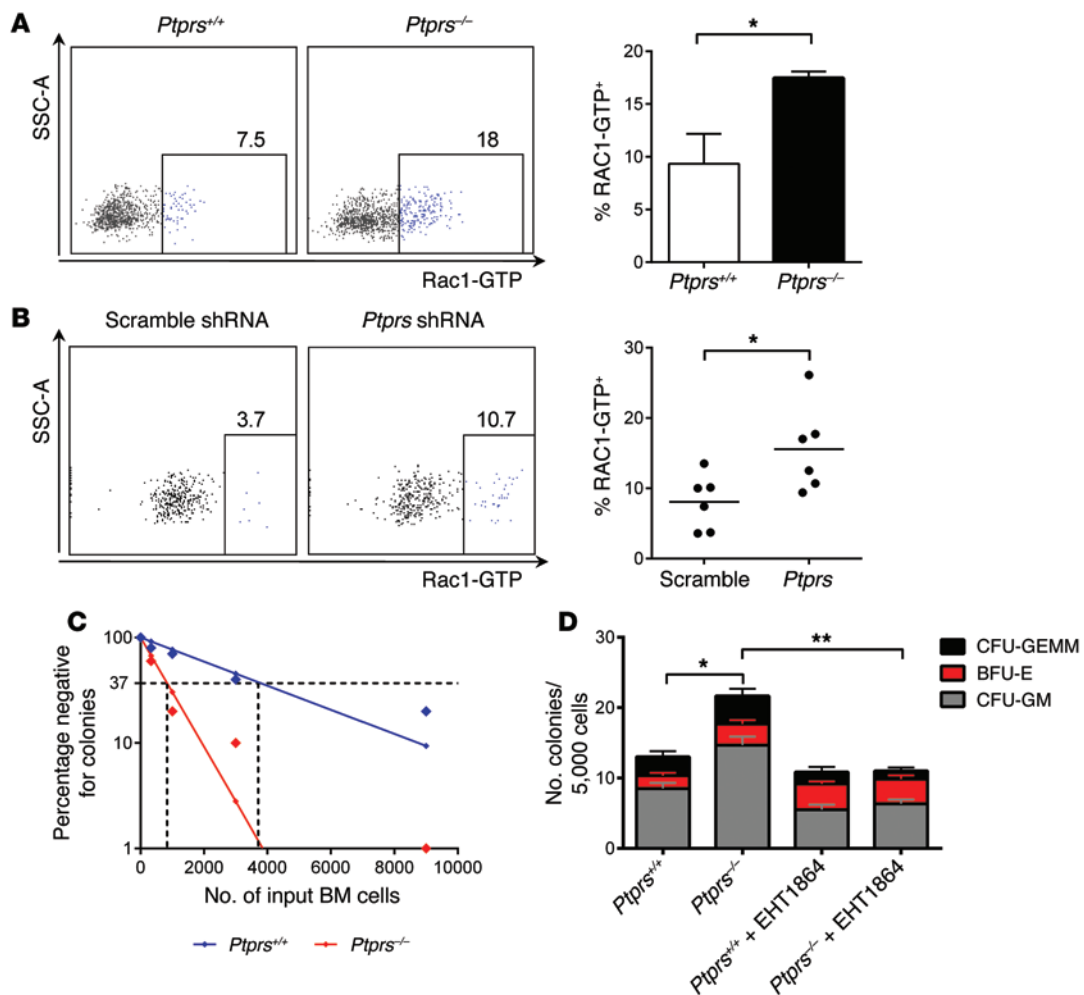 A
Ptprs+/+
Ptprs–/–
SSC-A
7.5
18
Rac1-GTP
*
% RAC1-GTP+
20
15
10
5
0
Ptprs+/+
Ptprs–/–
B
Scramble shRNA
Ptprs shRNA
SSC-A
3.7
10.7
Rac1-GTP
*
% RAC1-GTP+
30
20
10
0
Scramble
Ptprs
C
Percentage negative
for colonies
100
37
10
1
0
2000
4000
6000
8000
10000
No. of input BM cells
Ptprs+/+
Ptprs–/–
D
No. colonies/
5,000 cells
30
20
10
0
*
**
CFU-GEMM
BFU-E
CFU-GM
Ptprs+/+
Ptprs–/–
Ptprs+/+ + EHT1864
Ptprs–/– + EHT1864